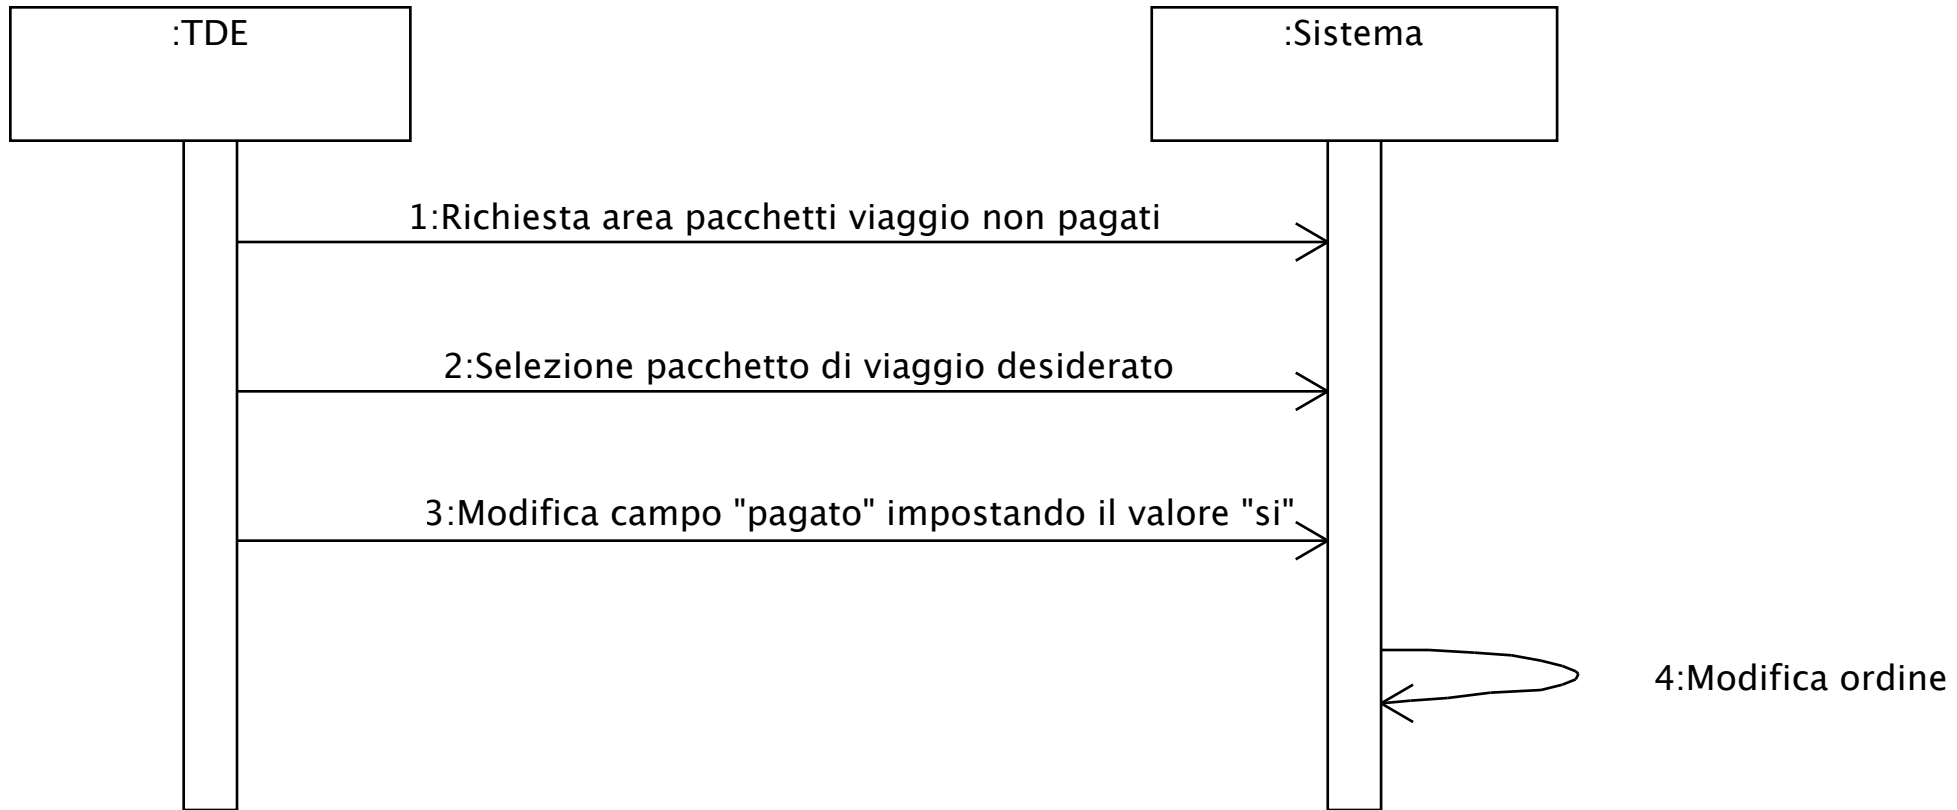 :TDE
:Sistema
1:Richiesta area pacchetti viaggio non pagati
2:Selezione pacchetto di viaggio desiderato
3:Modifica campo "pagato" impostando il valore "si"
4:Modifica ordine